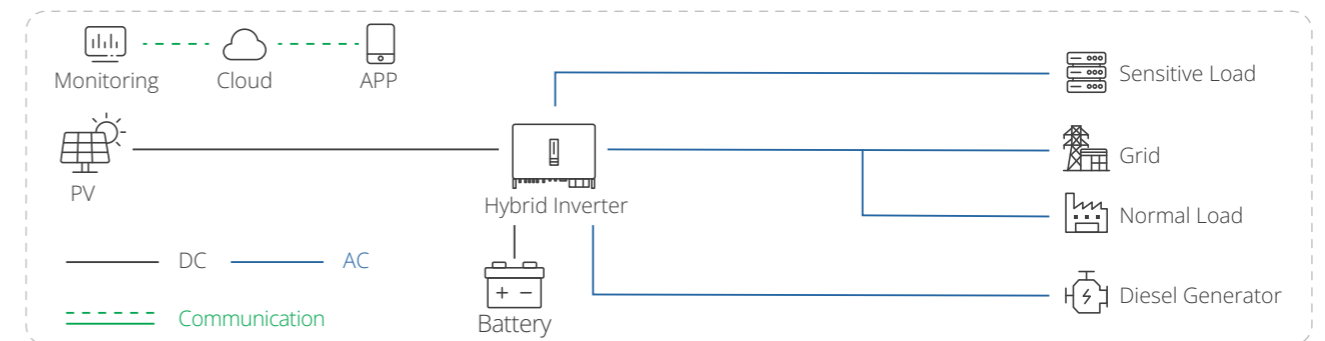 Monitoring
Cloud
APP
Sensitive Load
PV
Hybrid Inverter
Grid
Normal Load
DC
AC
Communication
Battery
Diesel Generator